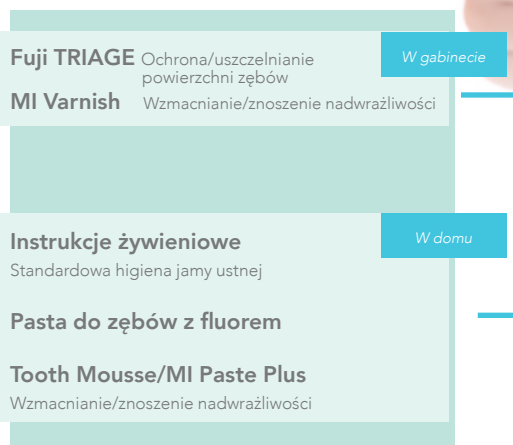 Fuji TRIAGE Ochrona/uszczelnianie
powierzchni zębów
W gabinecie
MI Varnish Wzmacnianie/znoszenie nadwrażliwości
Instrukcje żywieniowe
W domu
Standardowa higiena jamy ustnej
Pasta do zębów z fluorem
Tooth Mousse/MI Paste Plus
Wzmacnianie/znoszenie nadwrażliwości